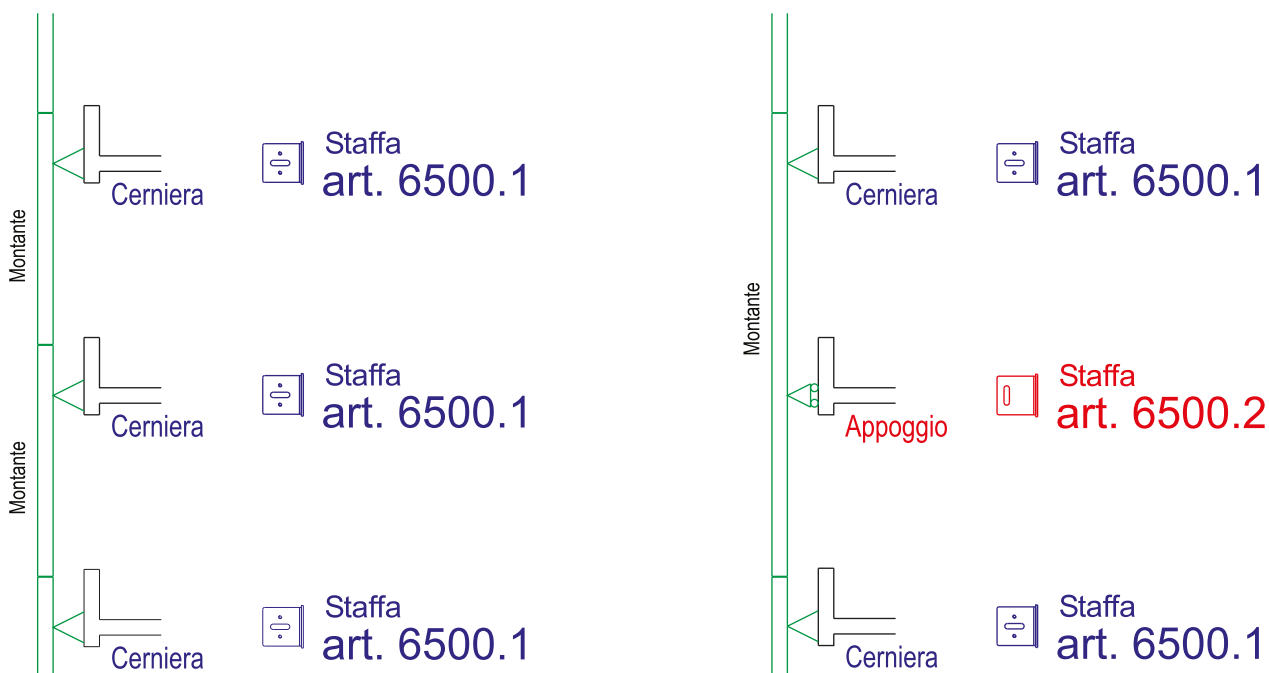 Staffa
art. 6500.1
Cerniera
Montante
Staffa
art. 6500.1
Cerniera
Montante
Staffa
art. 6500.1
Cerniera
Staffa
art. 6500.1
Cerniera
Montante
Staffa
art. 6500.2
Appoggio
Staffa
art. 6500.1
Cerniera